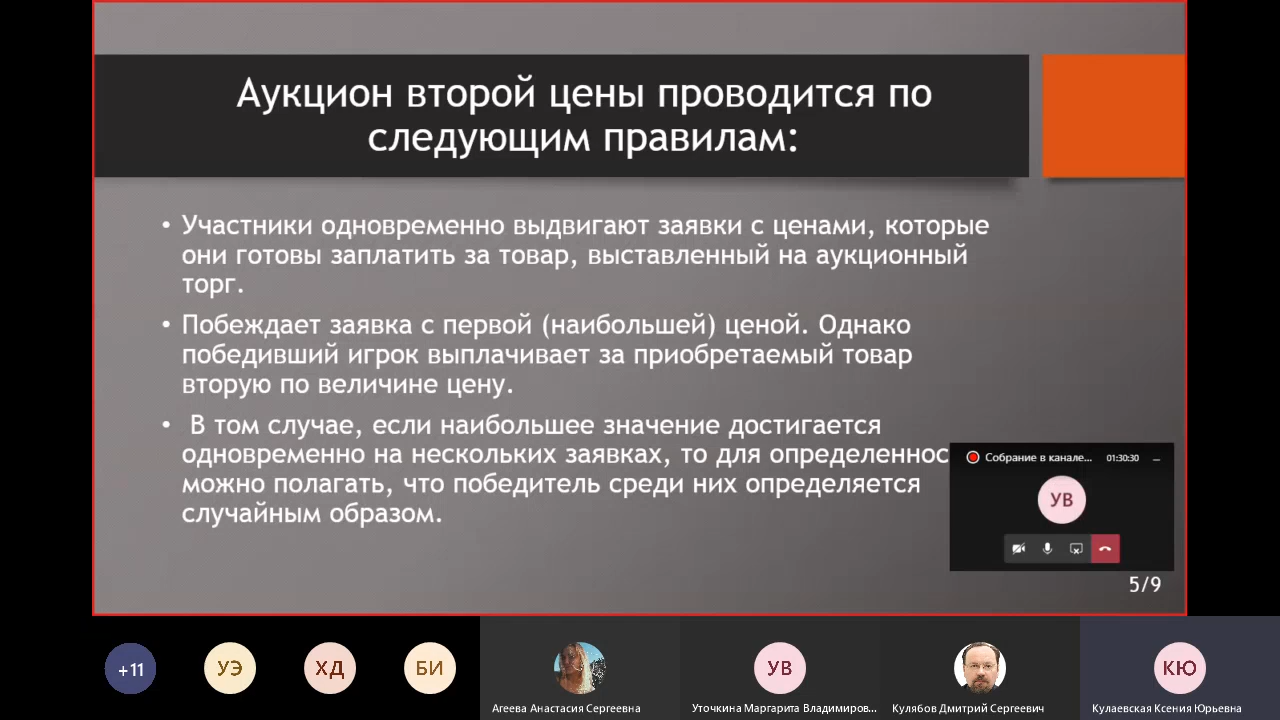 Аукцион второй цены проводится по
следующим правилам:
• Участники одновременно выдвигают заявки с ценами, которые
они готовы заплатить за товар, выставленный на аукционный
торг.
• Побеждает заявка с первой (наибольшей) ценой. Однако
победивший игрок выплачивает за приобретаемый товар
вторую по величине цену.
• В том случае, если наибольшее значение достигается
одновременно на нескольких заявках, то для определеннос
можно полагать, что победитель среди них определяется
случайным образом.
Собрание в канале... 01:30:30
УВ
5/9
+11
УЭ
ХД
БИ
УВ
КЮ
Агеева Анастасия Сергеевна
Уточкина Маргарита Владимиров...
Кулябов Дмитрий Сергеевич
Кулаевская Ксения Юрьевна